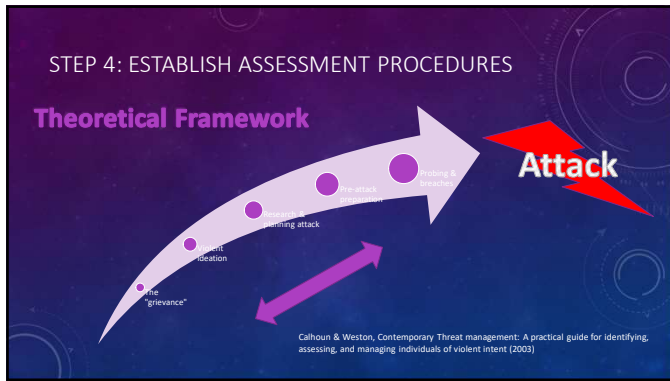 STEP 4: ESTABLISH ASSESSMENT PROCEDURES
Theoretical Framework
The
"grievance"
Violent
ideation
Research &
planning attack
Pre-attack
preparation
Probing &
breaches
Attack
Calhoun & Weston, Contemporary Threat management: A practical guide for identifying,
assessing, and managing individuals of violent intent (2003)